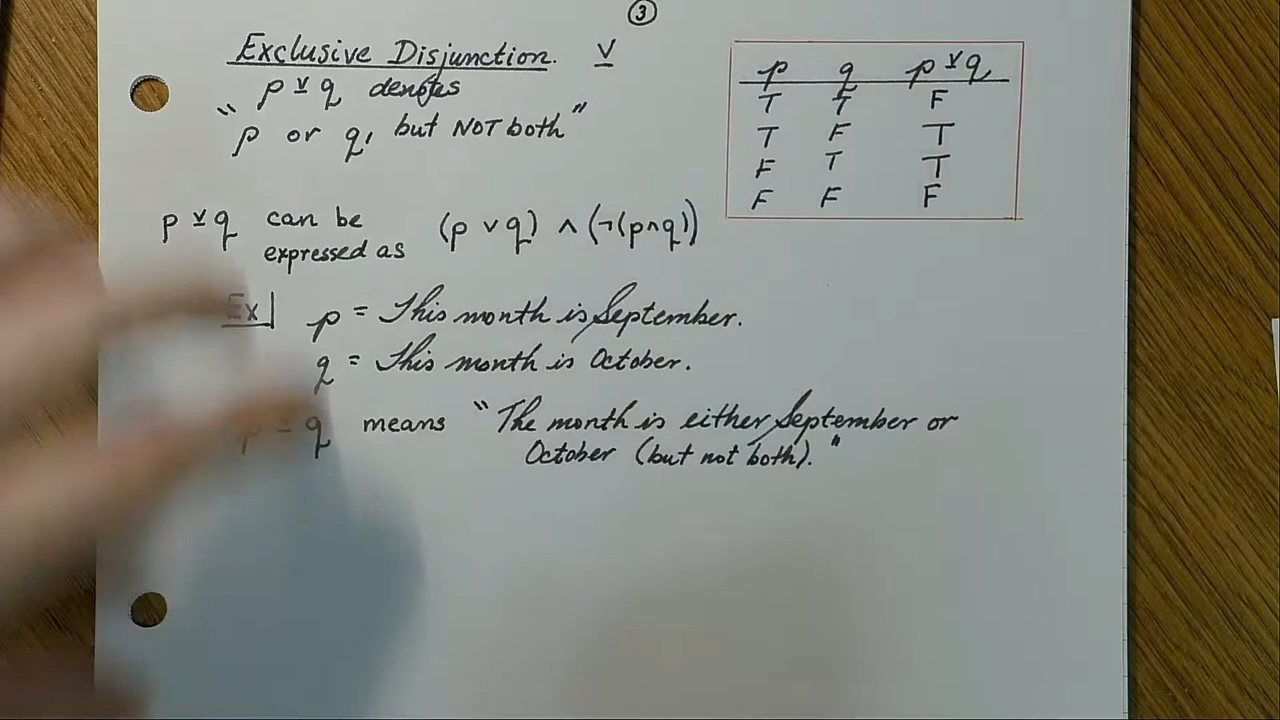 ③
Exclusive Disjunction. ⊻
p ⊻ q denotes
"p or q, but NOT both"
p q p ⊻ q
T T F
T F T
F T T
F F F
p ⊻ q can be
expressed as (p ∨ q) ∧ (¬(p∧q))
Ex| p = This month is September.
q = This month is October.
p ⊻ q means "The month is either September or
October (but not both)."